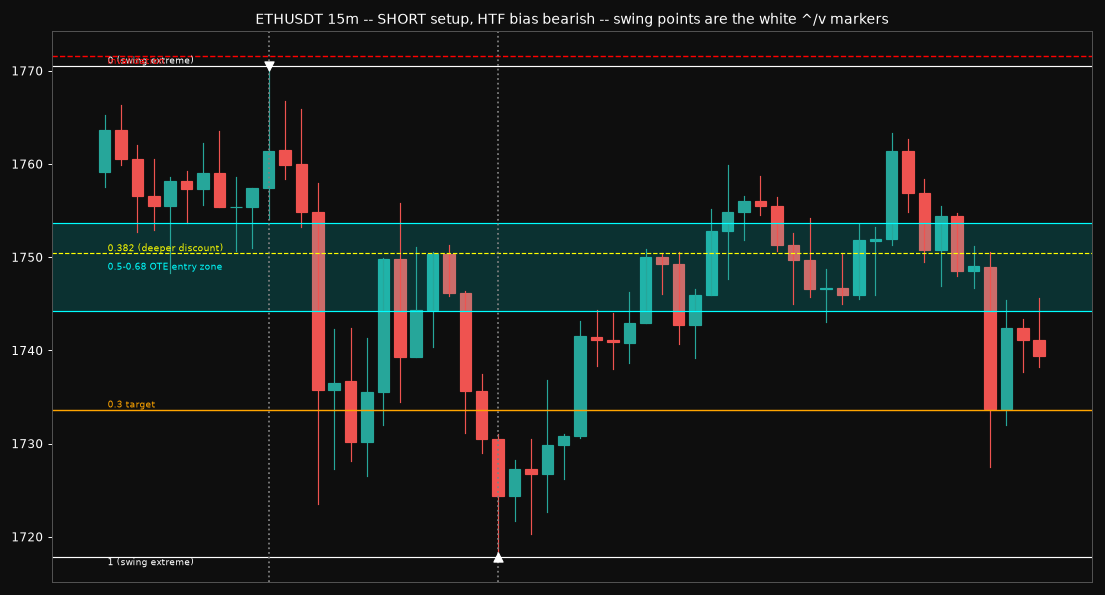 ETHUSDT 15m -- SHORT setup, HTF bias bearish -- swing points are the white ^/v markers
1770
0 (swing extreme)
1760
0.382 (deeper discount)
1750
0.5-0.68 OTE entry zone
1740
0.3 target
1730
1720
1 (swing extreme)